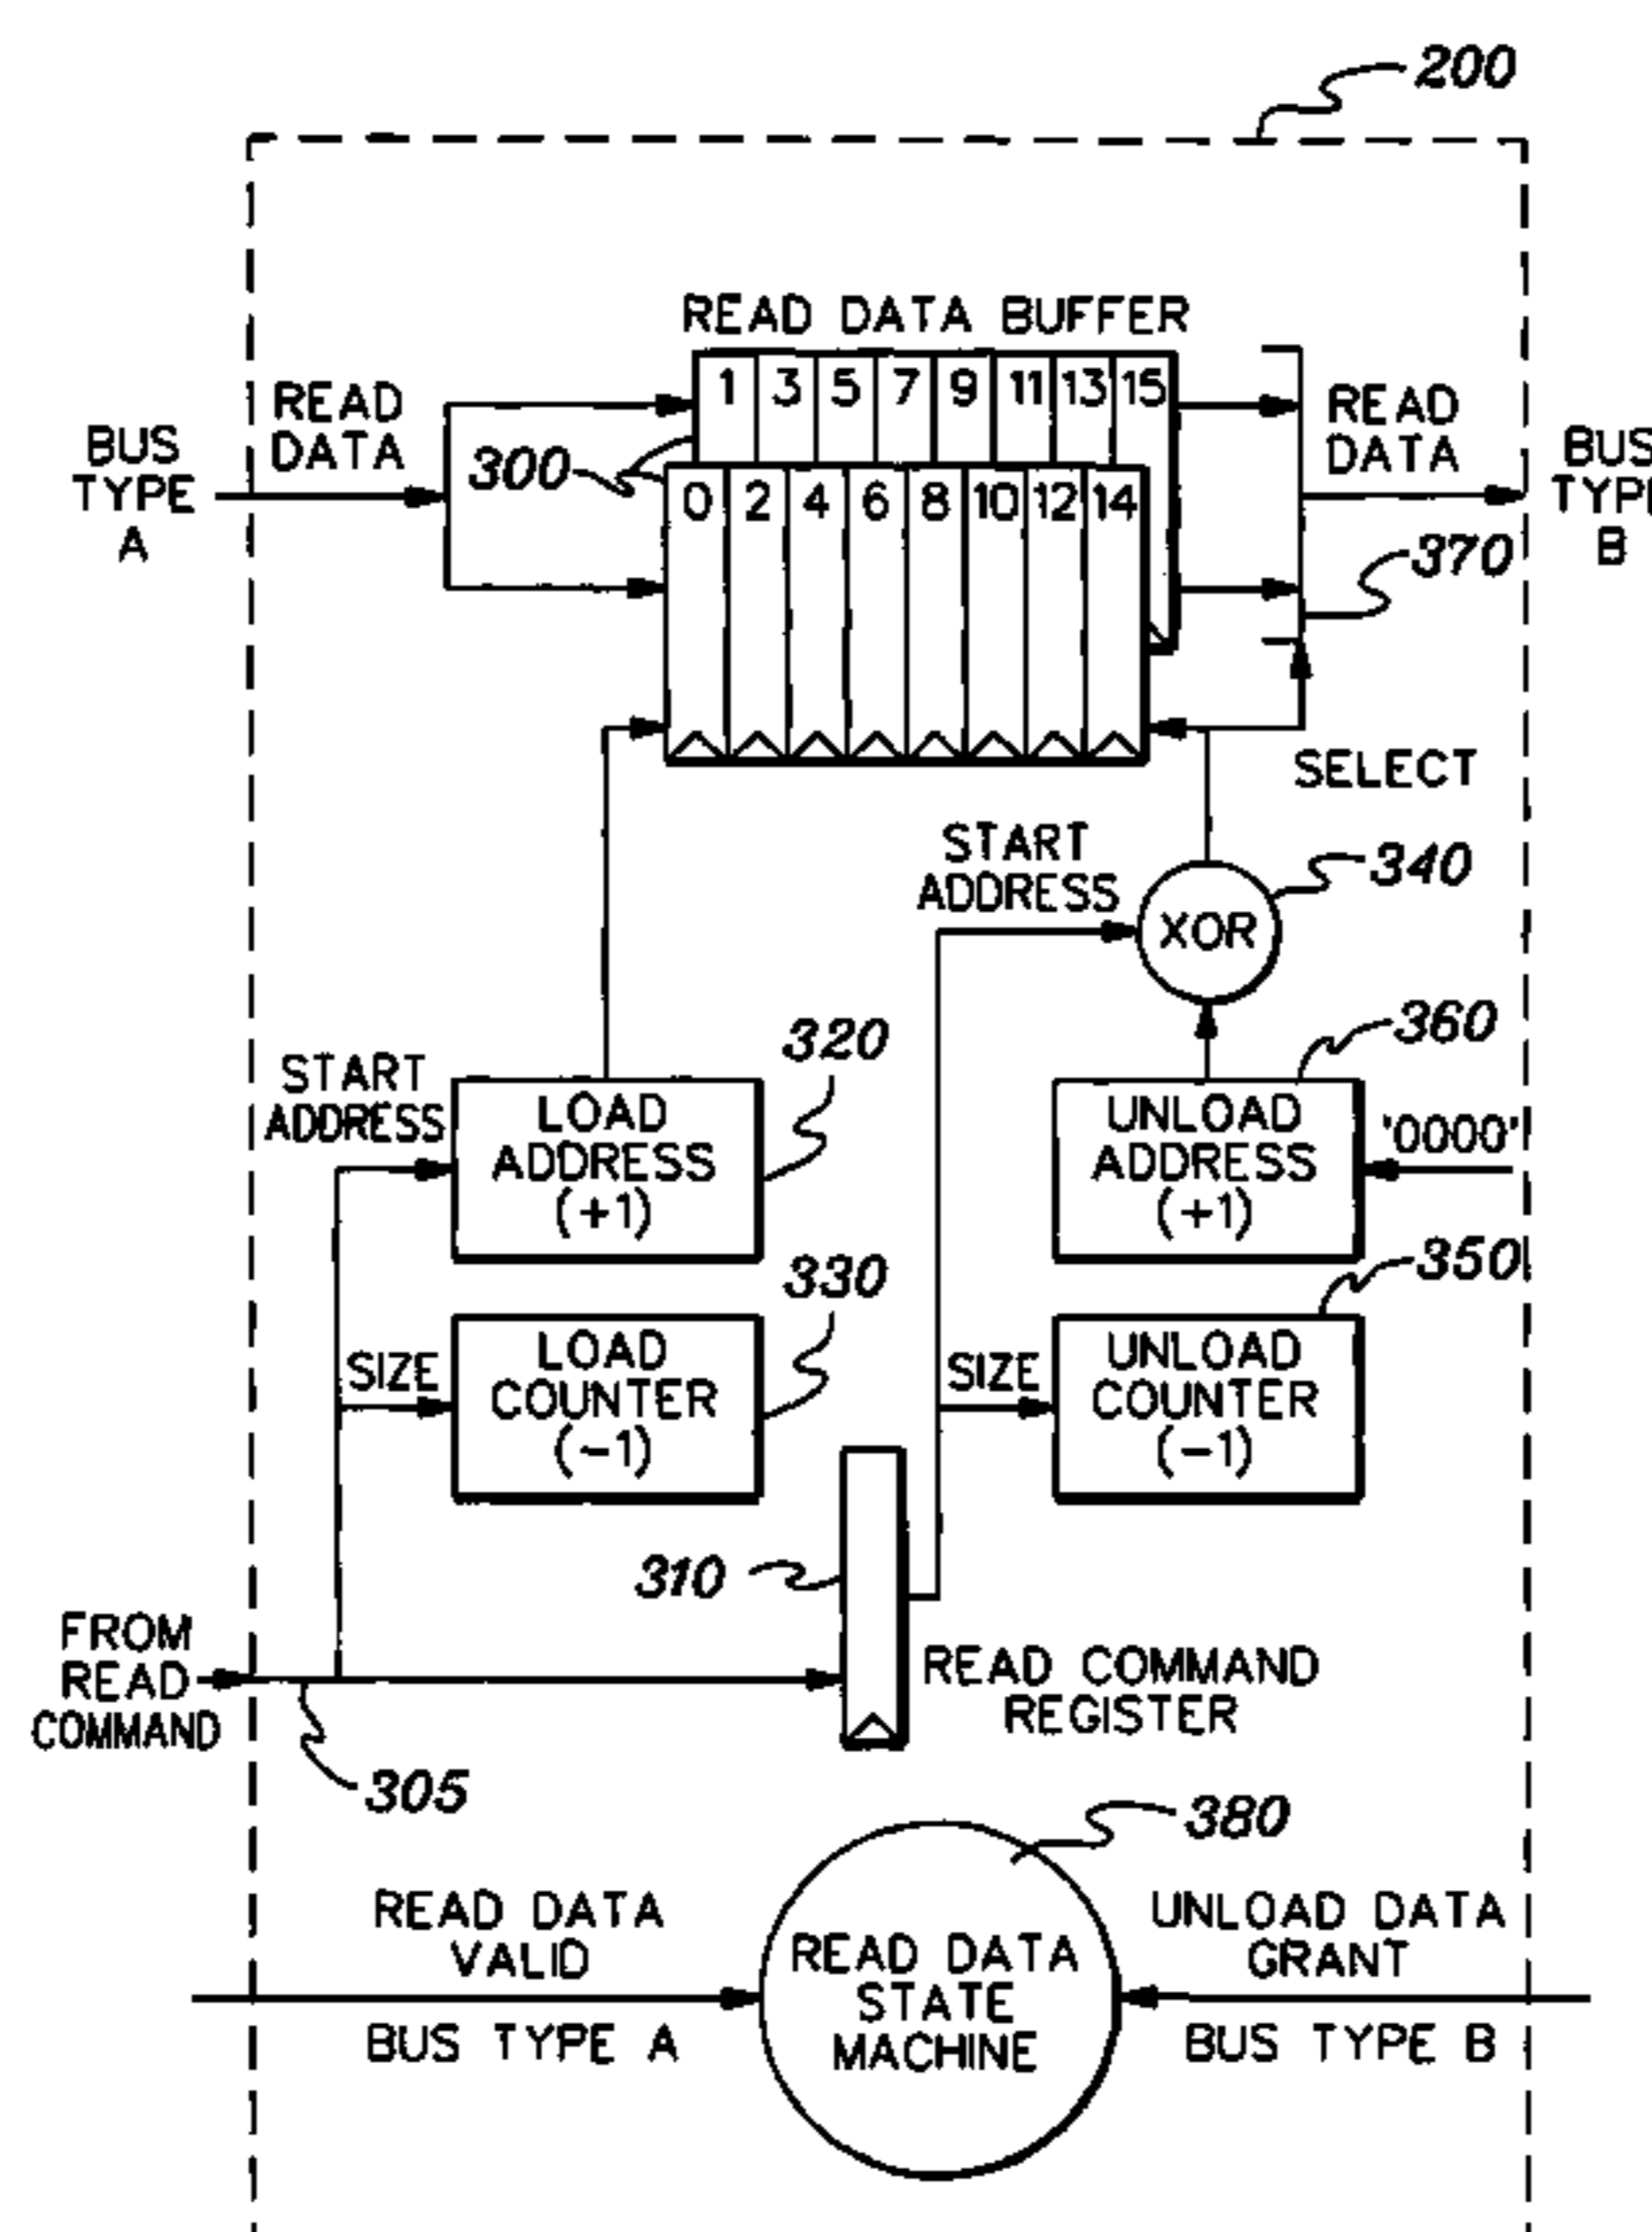 200
READ DATA BUFFER
1 3 5 7 9 11 13 15
READ
DATA
BUS
TYPE
A
300
0 2 4 6 8 10 12 14
READ
DATA
BUS
TYPE
B
370
SELECT
START
ADDRESS
340
XOR
320
360
START
ADDRESS
LOAD
ADDRESS
(+1)
UNLOAD
ADDRESS
(+1)
'0000'
330
350
SIZE
LOAD
COUNTER
(-1)
SIZE
UNLOAD
COUNTER
(-1)
310
FROM
READ
COMMAND
READ COMMAND
REGISTER
305
380
READ DATA
VALID
BUS TYPE A
READ DATA
STATE
MACHINE
UNLOAD DATA
GRANT
BUS TYPE B